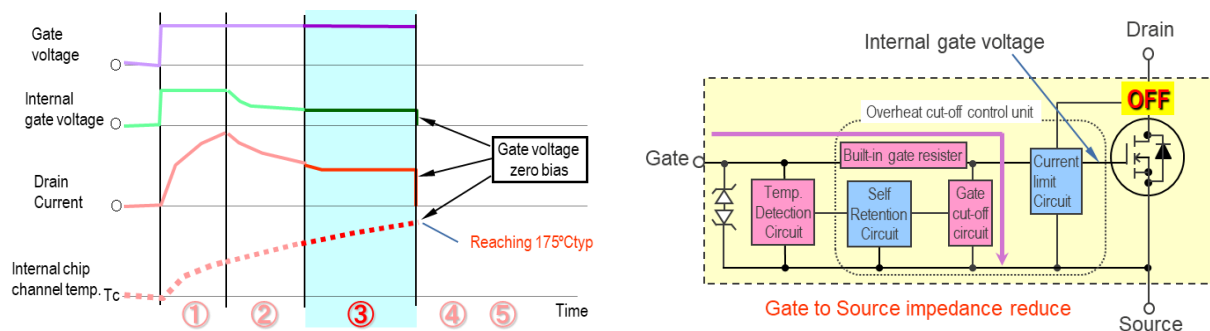 Gate
voltage
O
Internal
gate voltage
O
Drain
Current
O
Internal chip
channel temp.
Tc
Gate voltage
zero bias
Reaching 175ºCtyp
①
②
③
④
⑤
Time
Internal gate voltage
Drain
OFF
Overheat cut-off control unit
Gate
Built-in gate resister
Temp.
Detection
Circuit
Self
Retention
Circuit
Gate
cut-off
circuit
Current
limit
Circuit
Gate to Source impedance reduce
Source